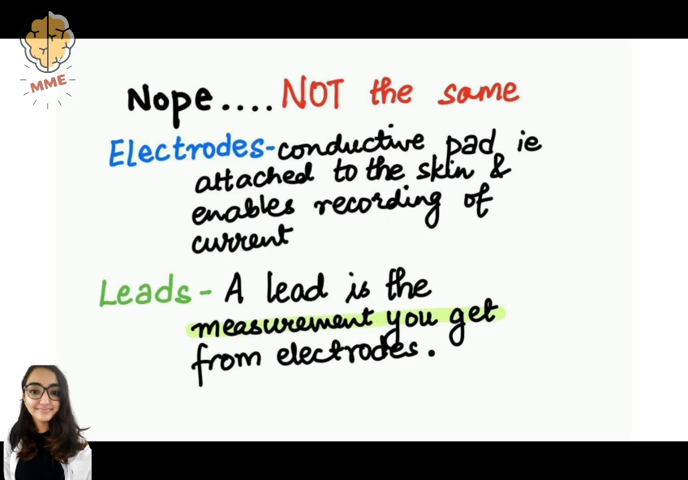 MME
Nope.... NOT the same
Electrodes-conductive pad ie
attached to the skin &
enables recording of
current
Leads - A lead is the
measurement you get
from electrodes.